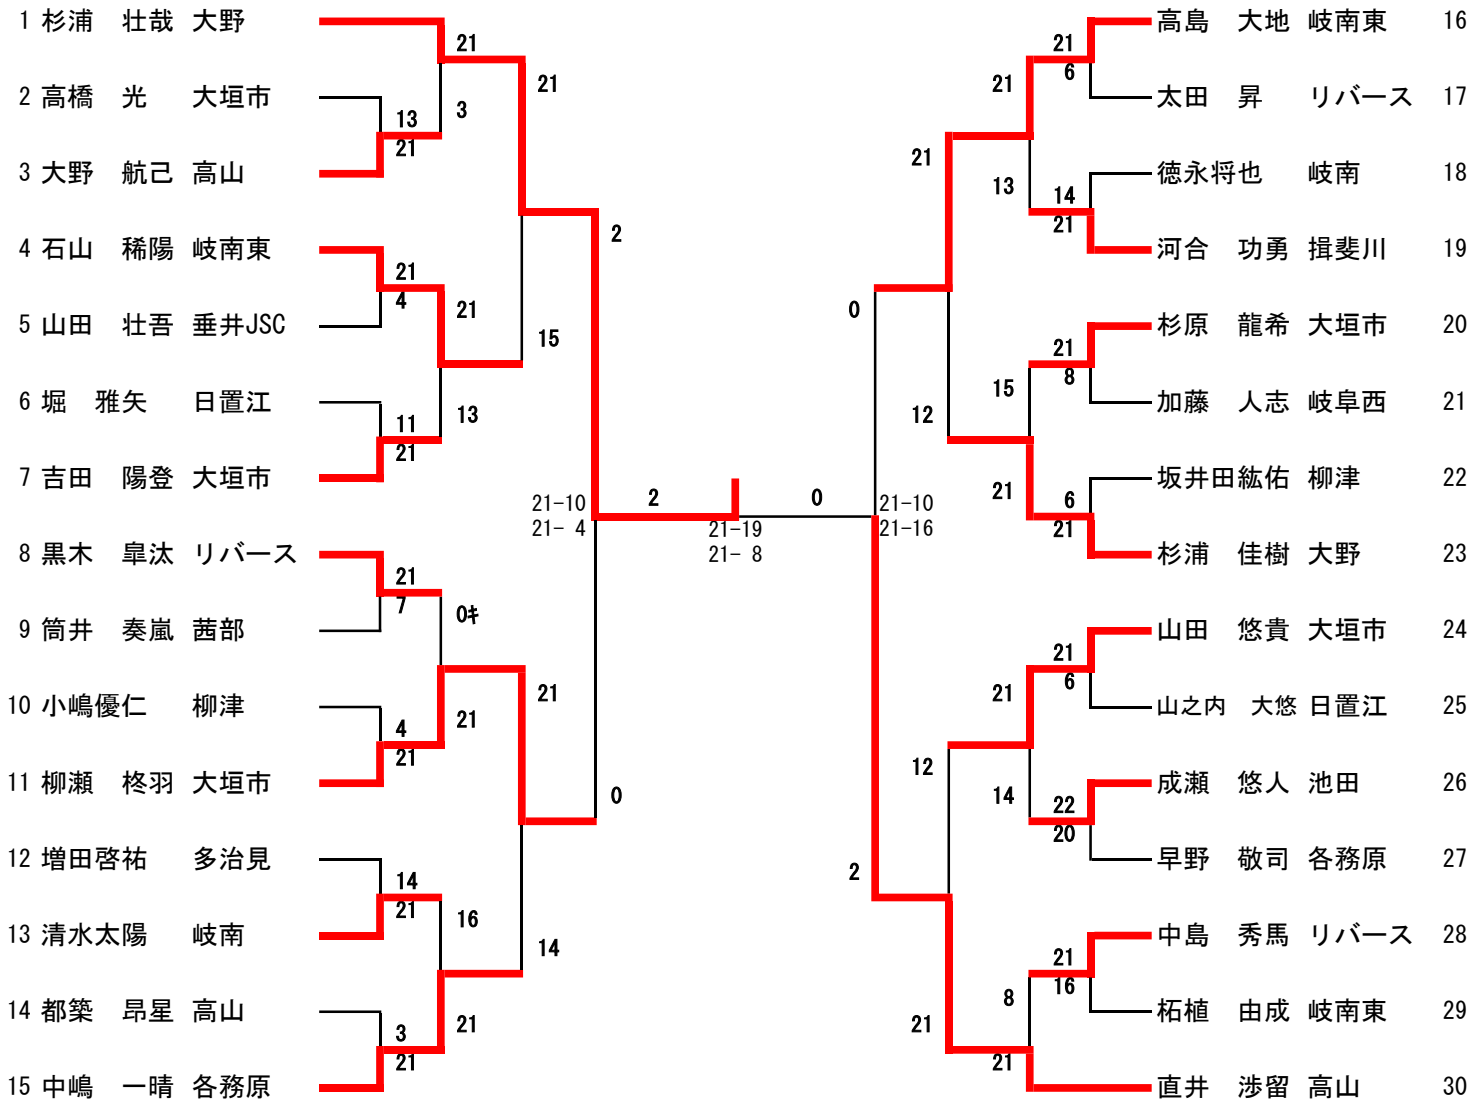 1 杉浦　壮哉 大野
2 高橋　光 大垣市
3 大野　航己 高山
4 石山　稀陽 岐南東
5 山田　壮吾 垂井JSC
6 堀　雅矢 日置江
7 吉田　陽登 大垣市
8 黒木　皐汰 リバース
9 筒井　奏嵐 茜部
10 小嶋優仁 柳津
11 柳瀬　柊羽 大垣市
12 増田啓祐 多治見
13 清水太陽 岐南
14 都築　昂星 高山
15 中嶋　一晴 各務原
13
21
21
4
11
21
21
7
4
21
14
21
3
21
21
3
21
13
0キ
21
16
21
21
15
21
14
2
0
21-10
21- 4
2
21-19
21- 8
0
21-10
21-16
0
2
21
12
12
21
21
13
15
21
21
14
8
21
21
6
14
21
21
8
6
21
21
6
22
20
21
16
高島　大地 岐南東 16
太田　昇 リバース 17
徳永将也 岐南 18
河合　功勇 揖斐川 19
杉原　龍希 大垣市 20
加藤　人志 岐阜西 21
坂井田紘佑 柳津 22
杉浦　佳樹 大野 23
山田　悠貴 大垣市 24
山之内　大悠 日置江 25
成瀬　悠人 池田 26
早野　敬司 各務原 27
中島　秀馬 リバース 28
柘植　由成 岐南東 29
直井　渉留 高山 30